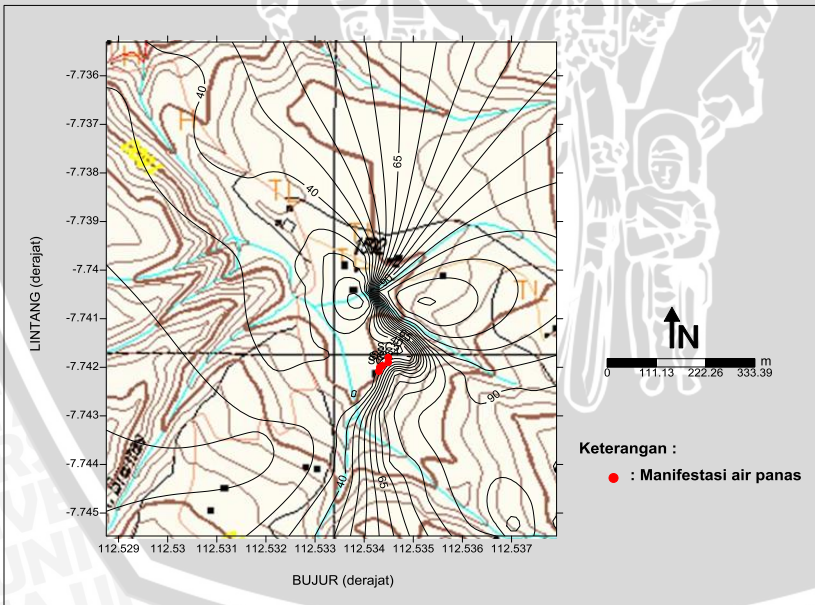 -7.736
-7.737
-7.738
-7.739
-7.74
-7.741
-7.742
-7.743
-7.744
-7.745
LINTANG (derajat)
40
65
40
TL
TL
0
90
40
65
112.529 112.53 112.531 112.532 112.533 112.534 112.535 112.536 112.537
BUJUR (derajat)
N
m
0 111.13 222.26 333.39
Keterangan :
: Manifestasi air panas